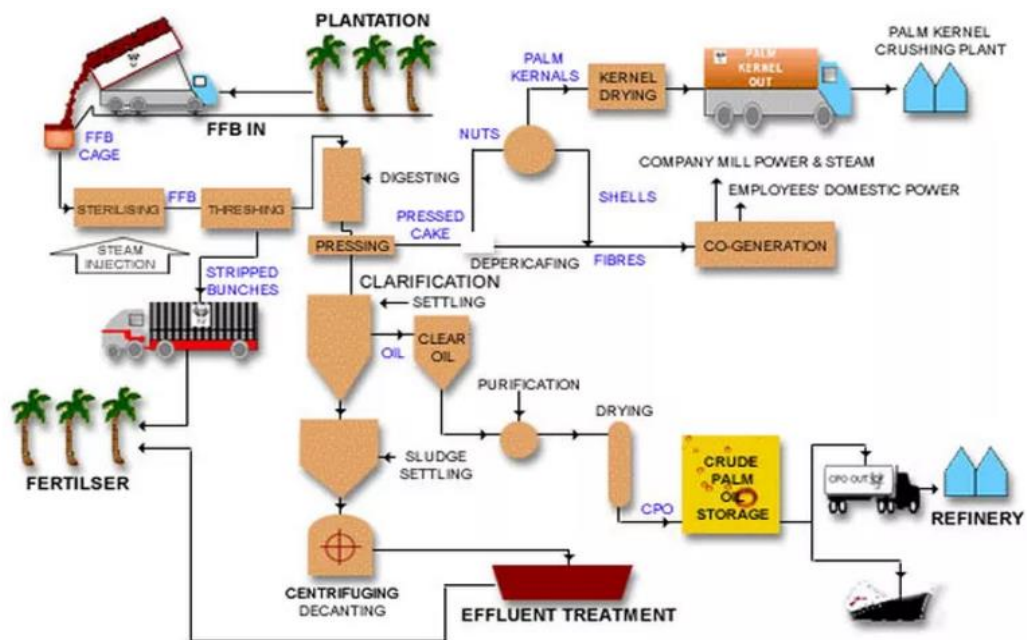 PLANTATION
FFB IN
FFB
CAGE
PALM
KERNALS
KERNEL
DRYING
PALM
KERNEL
OUT
PALM KERNEL
CRUSHING PLANT
NUTS
SHELLS
COMPANY MILL POWER & STEAM
EMPLOYEES' DOMESTIC POWER
STERILISING
FFB
THRESHING
DIGESTING
STEAM
INJECTION
PRESSING
PRESSED
CAKE
DEPERICAFING
FIBRES
CO-GENERATION
STRIPPED
BUNCHES
CLARIFICATION
SETTLING
OIL
CLEAR
OIL
PURIFICATION
DRYING
SLUDGE
SETTLING
FERTILSER
CPO
CRUDE
PALM
OIL
STORAGE
CPO OUT
REFINERY
CENTRIFUGING
DECANTING
EFFLUENT TREATMENT